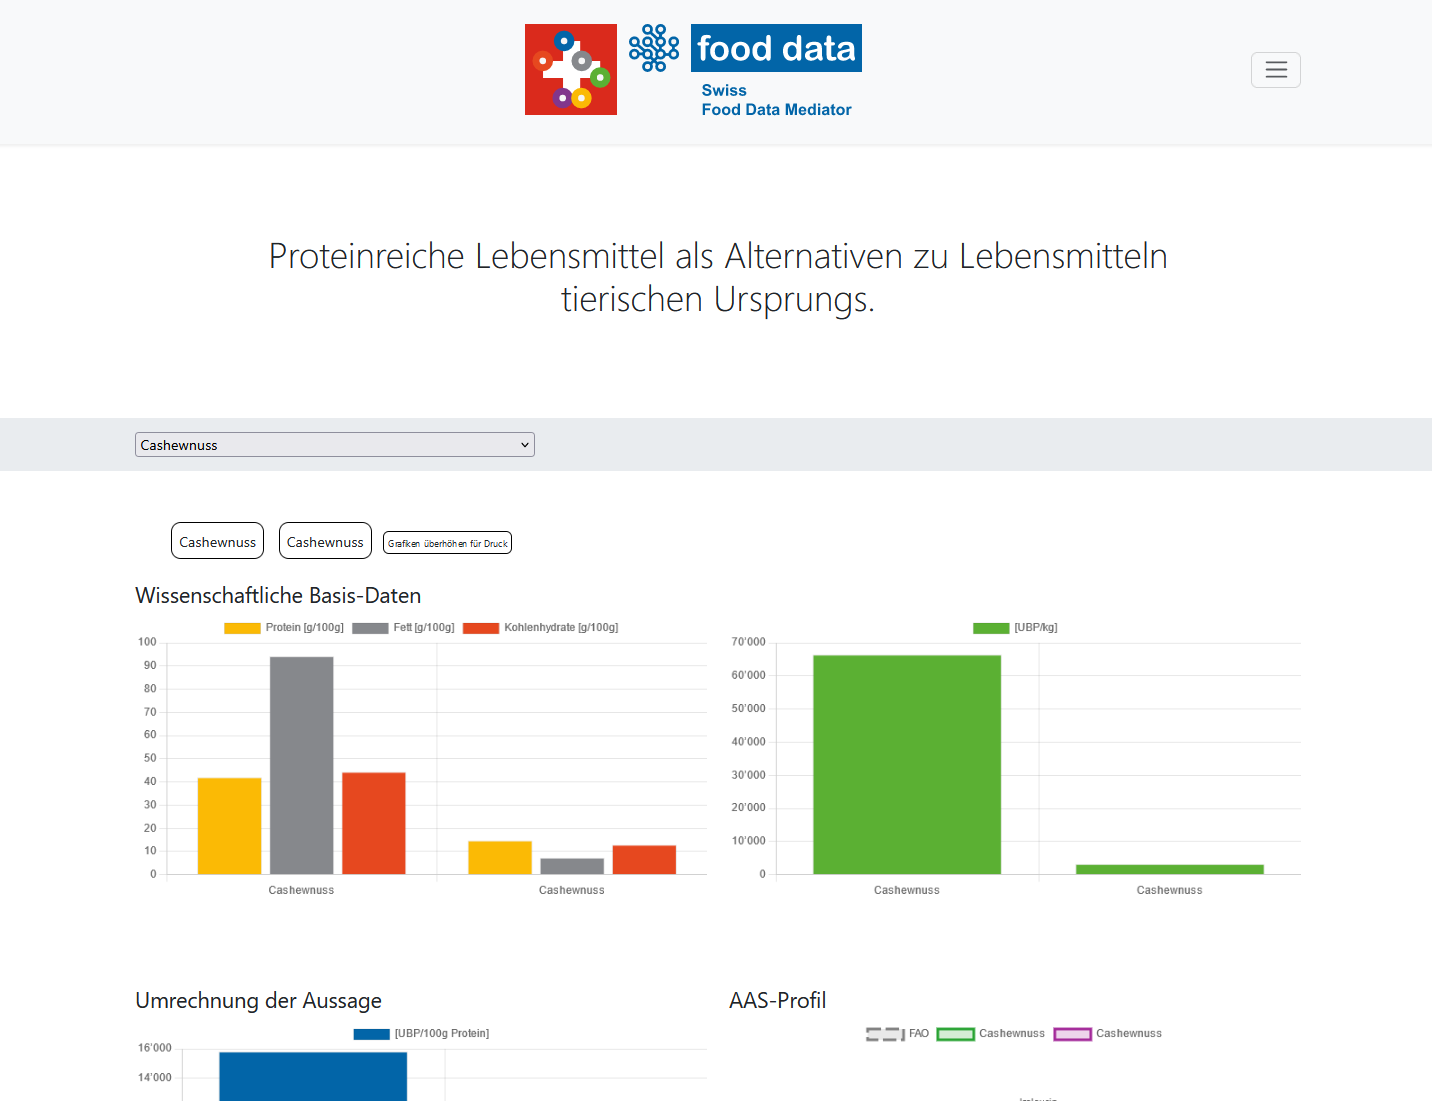 food data
Swiss
Food Data Mediator
Proteinreiche Lebensmittel als Alternativen zu Lebensmitteln
tierischen Ursprungs.
Cashewnuss
Cashewnuss
Cashewnuss
Grafiken überhöhen für Druck
Wissenschaftliche Basis-Daten
Protein [g/100g]
Fett [g/100g]
Kohlenhydrate [g/100g]
100
90
80
70
60
50
40
30
20
10
0
Cashewnuss
Cashewnuss
[UBP/kg]
70'000
60'000
50'000
40'000
30'000
20'000
10'000
0
Cashewnuss
Cashewnuss
Umrechnung der Aussage
[UBP/100g Protein]
16'000
14'000
AAS-Profil
FAO
Cashewnuss
Cashewnuss